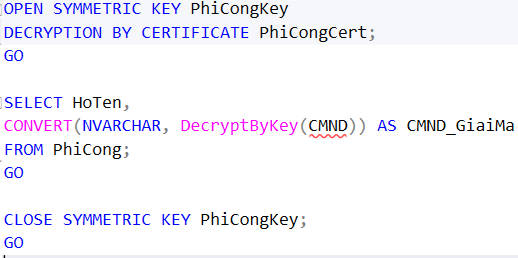 OPEN SYMMETRIC KEY PhiCongKey
DECRYPTION BY CERTIFICATE PhiCongCert;
GO
SELECT HoTen,
CONVERT(NVARCHAR, DecryptByKey(CMND)) AS CMND_GiaiMa
FROM PhiCong;
GO
CLOSE SYMMETRIC KEY PhiCongKey;
GO